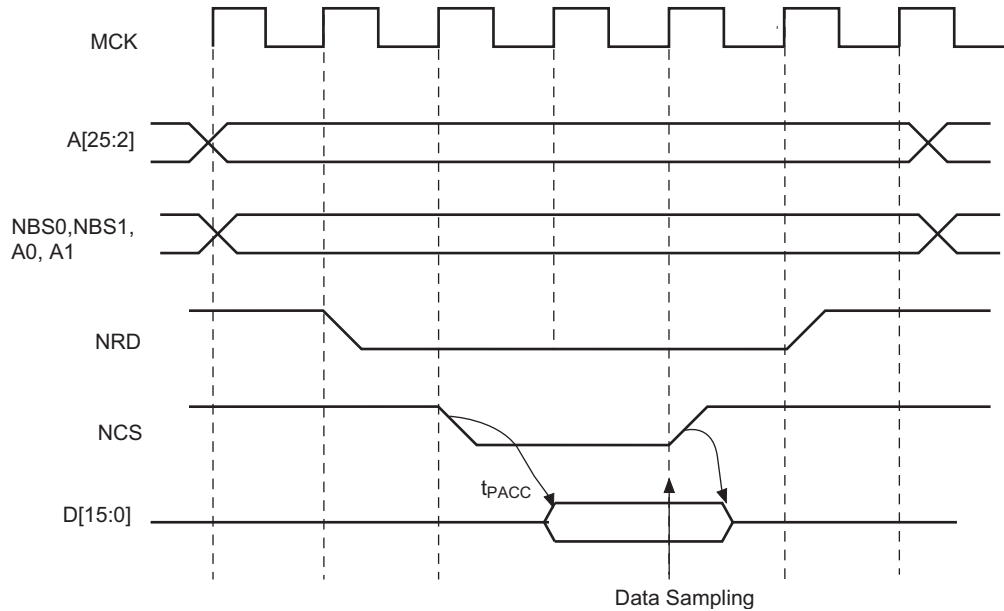 MCK
A[25:2]
NBS0,NBS1,
A0, A1
NRD
NCS
tPACC
D[15:0]
Data Sampling